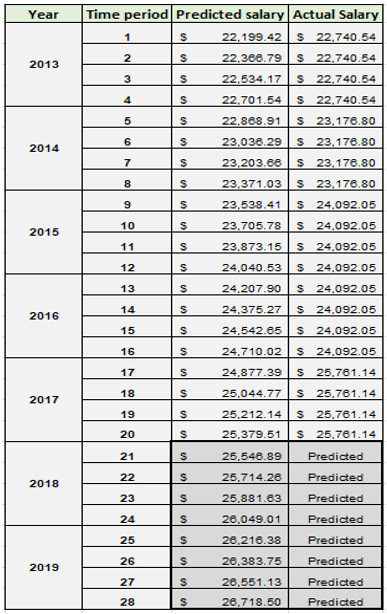 Year Time period Predicted salary Actual Salary
2013
1 $ 22,199.42 $ 22,740.54
2 $ 22,366.79 $ 22,740.54
3 $ 22,534.17 $ 22,740.54
4 $ 22,701.54 $ 22,740.54
2014
5 $ 22,868.91 $ 23,176.80
6 $ 23,036.29 $ 23,176.80
7 $ 23,203.66 $ 23,176.80
8 $ 23,371.03 $ 23,176.80
2015
9 $ 23,538.41 $ 24,092.05
10 $ 23,705.78 $ 24,092.05
11 $ 23,873.15 $ 24,092.05
12 $ 24,040.53 $ 24,092.05
2016
13 $ 24,207.90 $ 24,092.05
14 $ 24,375.27 $ 24,092.05
15 $ 24,542.65 $ 24,092.05
16 $ 24,710.02 $ 24,092.05
2017
17 $ 24,877.39 $ 25,761.14
18 $ 25,044.77 $ 25,761.14
19 $ 25,212.14 $ 25,761.14
20 $ 25,379.51 $ 25,761.14
2018
21 $ 25,546.89 Predicted
22 $ 25,714.26 Predicted
23 $ 25,881.63 Predicted
24 $ 26,049.01 Predicted
2019
25 $ 26,216.38 Predicted
26 $ 26,383.75 Predicted
27 $ 26,551.13 Predicted
28 $ 26,718.50 Predicted